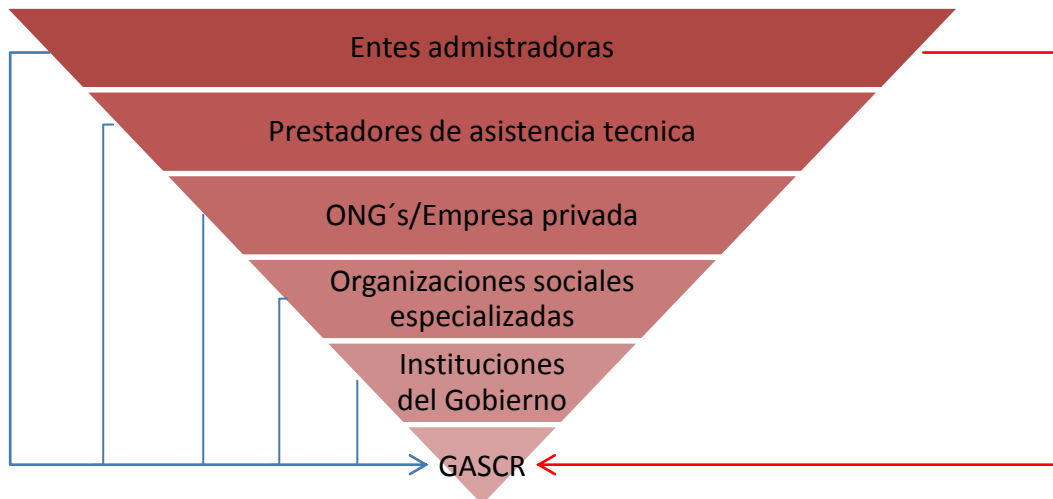 Entes admistradoras
Prestadores de asistencia tecnica
ONG´s/Empresa privada
Organizaciones sociales
especializadas
Instituciones
del Gobierno
GASCR